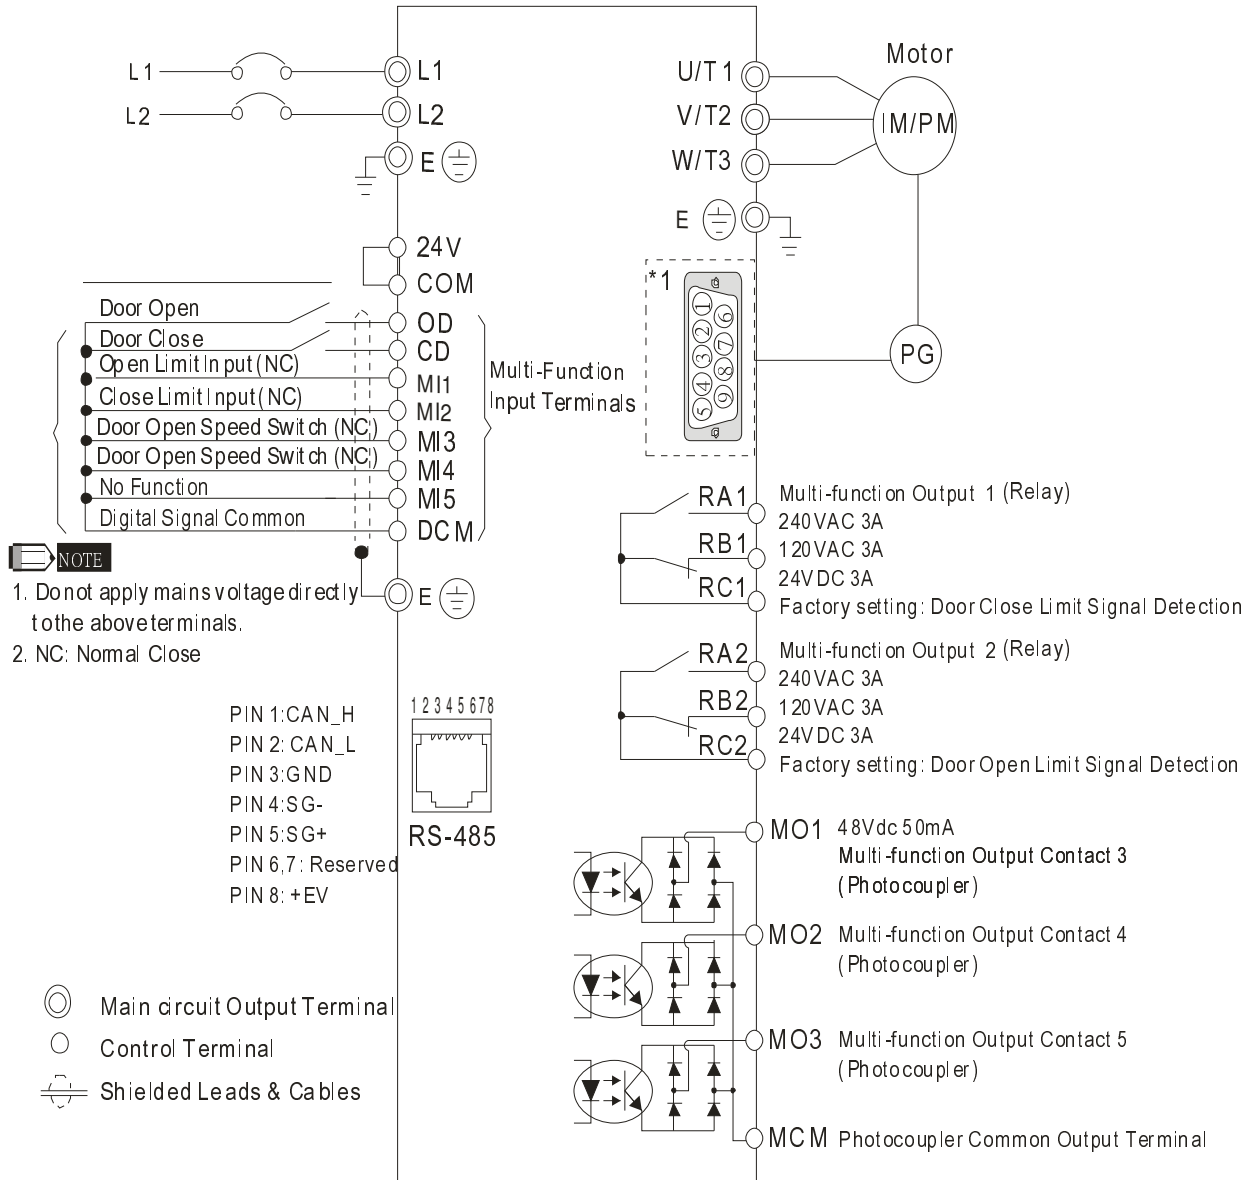 L1
L2
L1
L2
E
24V
COM
Door Open
OD
Door Close
CD
Open Limit Input (NC)
MI1
Close Limit Input (NC)
MI2
Door Open Speed Switch (NC)
MI3
Door Open Speed Switch (NC)
MI4
No Function
MI5
Digital Signal Common
DCM
Multi-Function
Input Terminals
E
NOTE
1. Do not apply mains voltage directly
to the above terminals.
2. NC: Normal Close
PIN 1:CAN_H
PIN 2: CAN_L
PIN 3:GND
PIN 4:SG-
PIN 5:SG+
PIN 6,7: Reserved
PIN 8: +EV
12345678
RS-485
Main circuit Output Terminal
Control Terminal
Shielded Leads & Cables
U/T1
V/T2
W/T3
E
Motor
IM/PM
PG
*1
1
2
3
4
5
6
7
8
9
RA1
RB1
RC1
Multi-function Output 1 (Relay)
240VAC 3A
120VAC 3A
24VDC 3A
Factory setting: Door Close Limit Signal Detection
RA2
RB2
RC2
Multi-function Output 2 (Relay)
240VAC 3A
120VAC 3A
24VDC 3A
Factory setting: Door Open Limit Signal Detection
MO1
48Vdc 50mA
Multi-function Output Contact 3
(Photocoupler)
MO2
Multi-function Output Contact 4
(Photocoupler)
MO3
Multi-function Output Contact 5
(Photocoupler)
MCM
Photocoupler Common Output Terminal